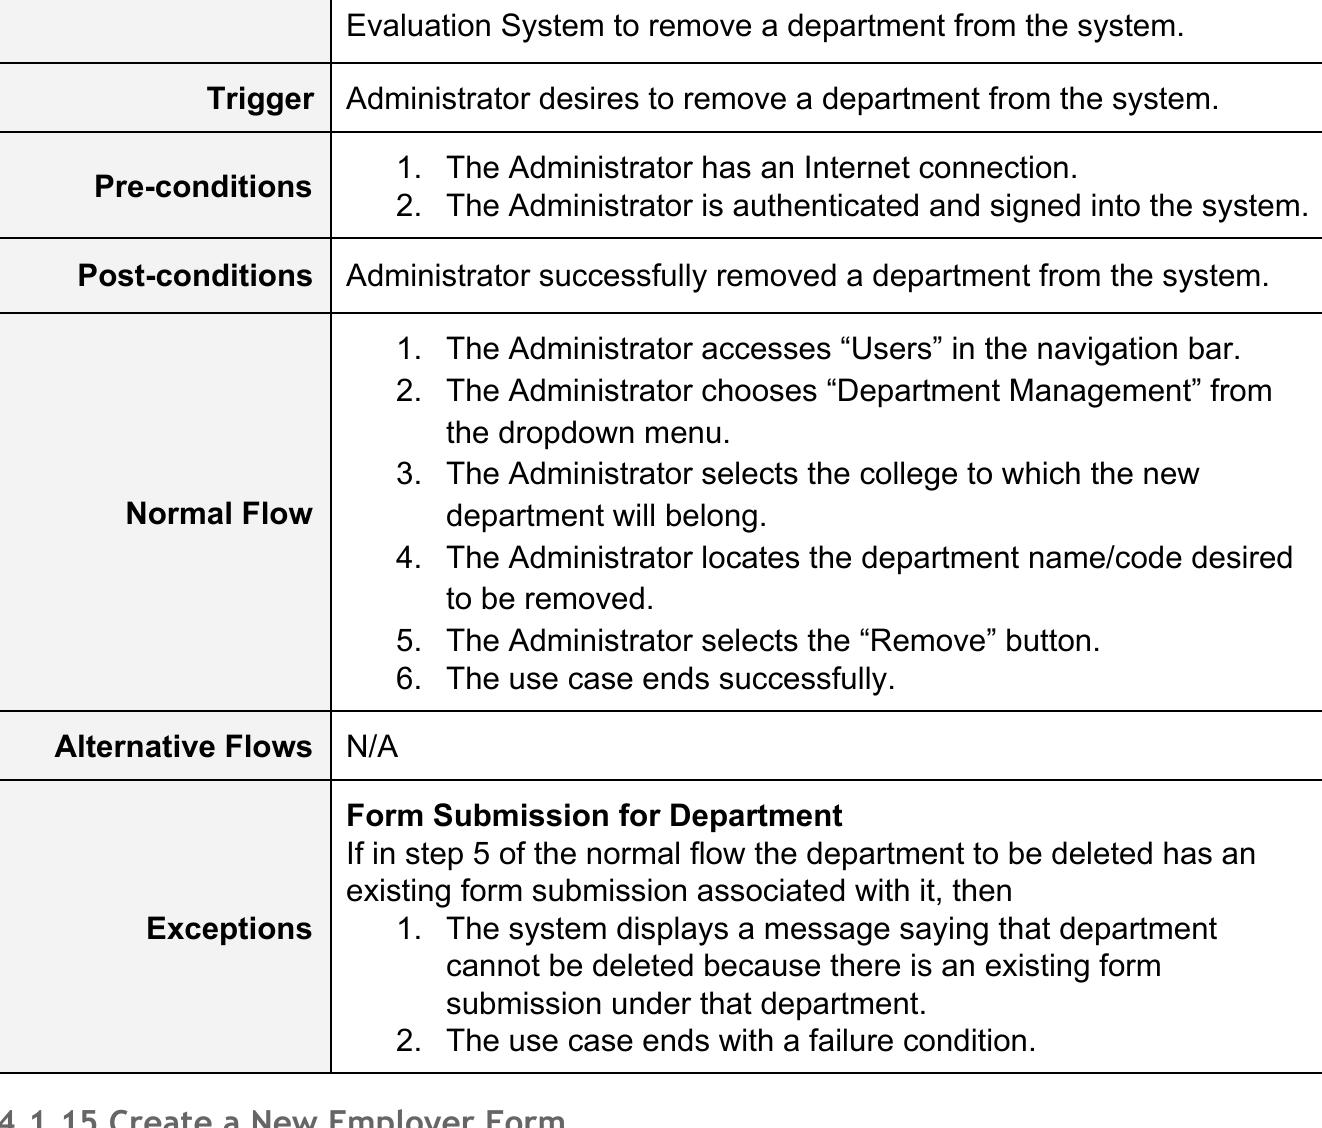 Evaluation System to remove a department from the system.
Trigger
Administrator desires to remove a department from the system.
Pre-conditions
1. The Administrator has an Internet connection.
2. The Administrator is authenticated and signed into the system.
Post-conditions
Administrator successfully removed a department from the system.
Normal Flow
1. The Administrator accesses “Users” in the navigation bar.
2. The Administrator chooses “Department Management” from
the dropdown menu.
3. The Administrator selects the college to which the new
department will belong.
4. The Administrator locates the department name/code desired
to be removed.
5. The Administrator selects the “Remove” button.
6. The use case ends successfully.
Alternative Flows
N/A
Exceptions
Form Submission for Department
If in step 5 of the normal flow the department to be deleted has an
existing form submission associated with it, then
1. The system displays a message saying that department
cannot be deleted because there is an existing form
submission under that department.
2. The use case ends with a failure condition.
4.1.15 Create a New Employer Form